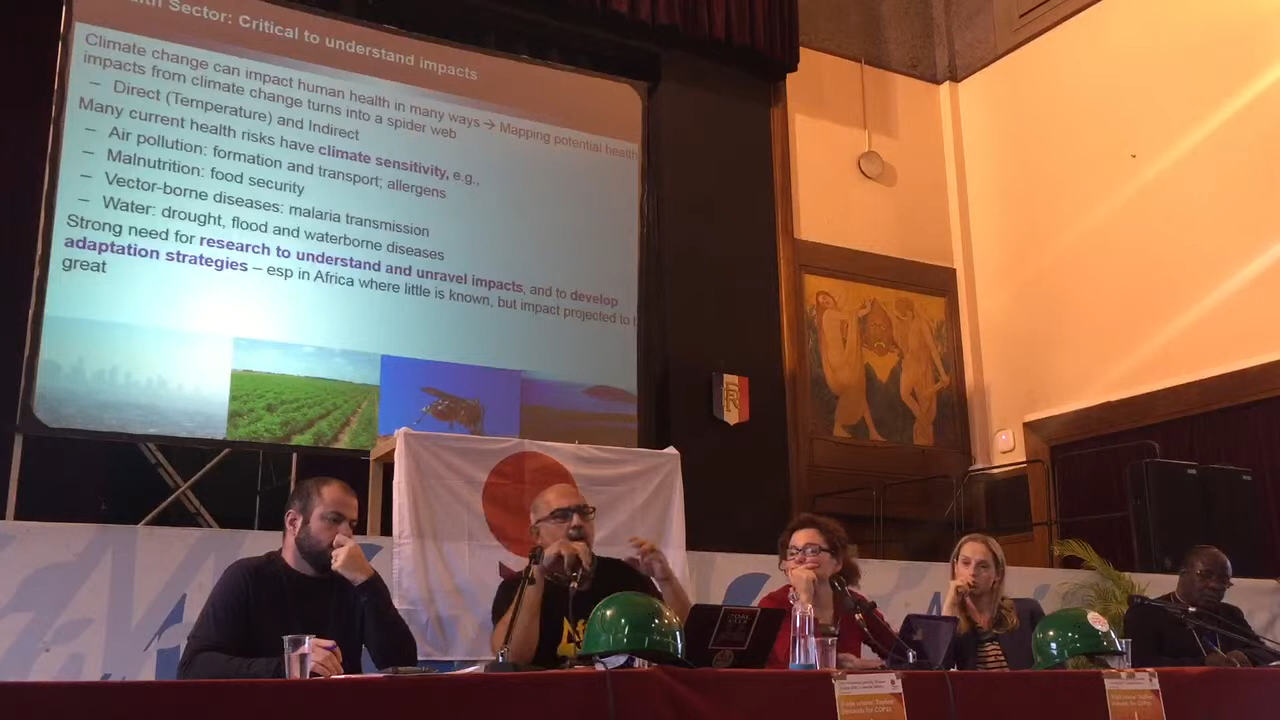 Health Sector: Critical to understand impacts
Climate change can impact human health in many ways → Mapping potential health
impacts from climate change turns into a spider web
– Direct (Temperature) and Indirect
Many current health risks have climate sensitivity, e.g.,
– Air pollution: formation and transport; allergens
– Malnutrition: food security
– Vector-borne diseases: malaria transmission
– Water: drought, flood and waterborne diseases
Strong need for research to understand and unravel impacts, and to develop
adaptation strategies – esp in Africa where little is known, but impact projected to
great
RF